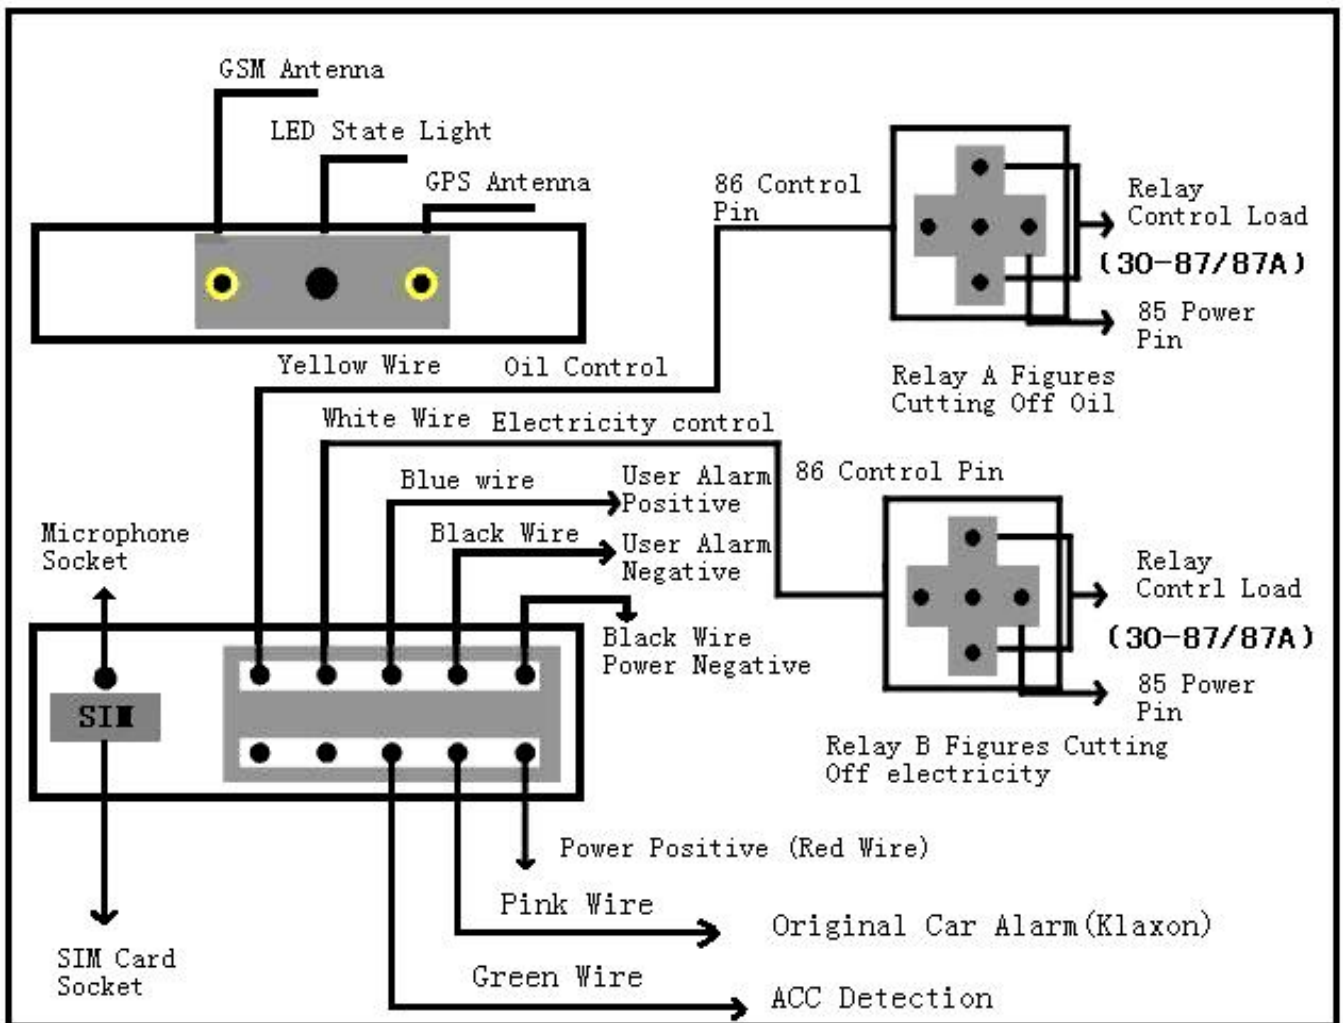 GSM Antenna
LED State Light
GPS Antenna
86 Control
Pin
Relay
Control Load
(30-87/87A)
85 Power
Pin
Relay A Figures
Cutting Off Oil
Yellow Wire
Oil Control
White Wire
Electricity control
Blue wire
User Alarm
Positive
Black Wire
User Alarm
Negative
Black Wire
Power Negative
86 Control Pin
Relay
Contrl Load
(30-87/87A)
85 Power
Pin
Relay B Figures Cutting
Off electricity
Microphone
Socket
SIM
SIM Card
Socket
Power Positive (Red Wire)
Pink Wire
Original Car Alarm(Klaxon)
Green Wire
ACC Detection